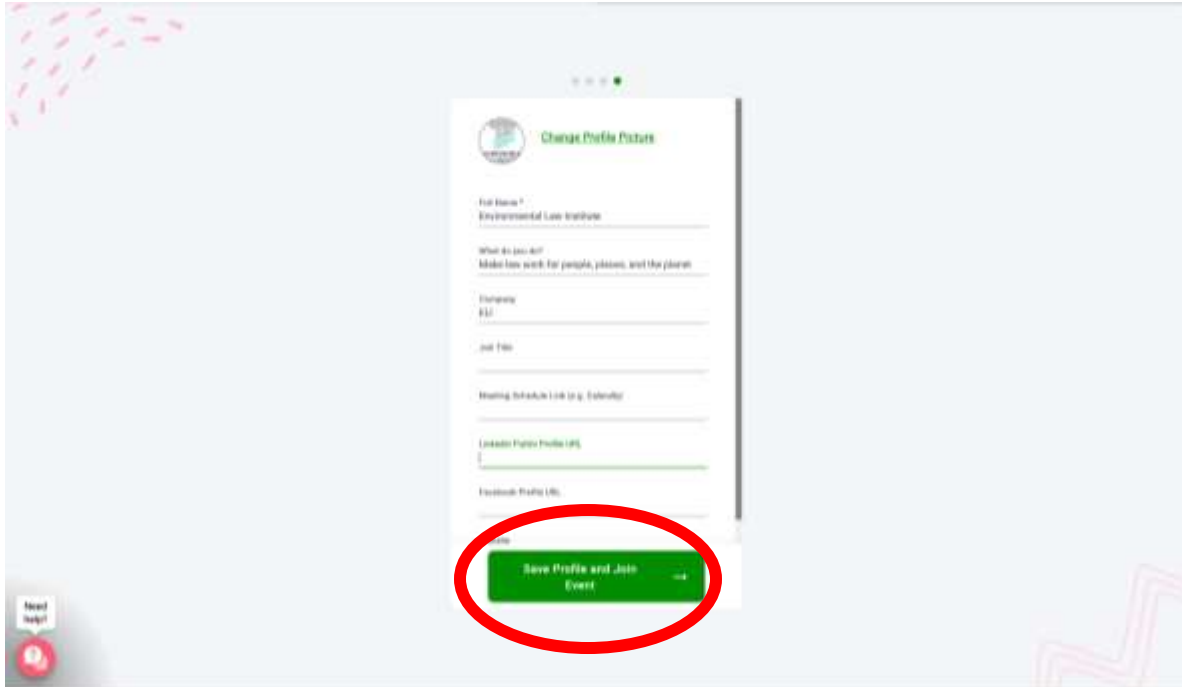 Change Profile Picture
Full Name *
Environmental Law Institute
What do you do?
Make law work for people, places, and the planet
Company
ELI
Job Title
Meeting Schedule Link (e.g. Calendly)
LinkedIn Public Profile URL
Facebook Profile URL
Save Profile and Join
Event
Need
help?